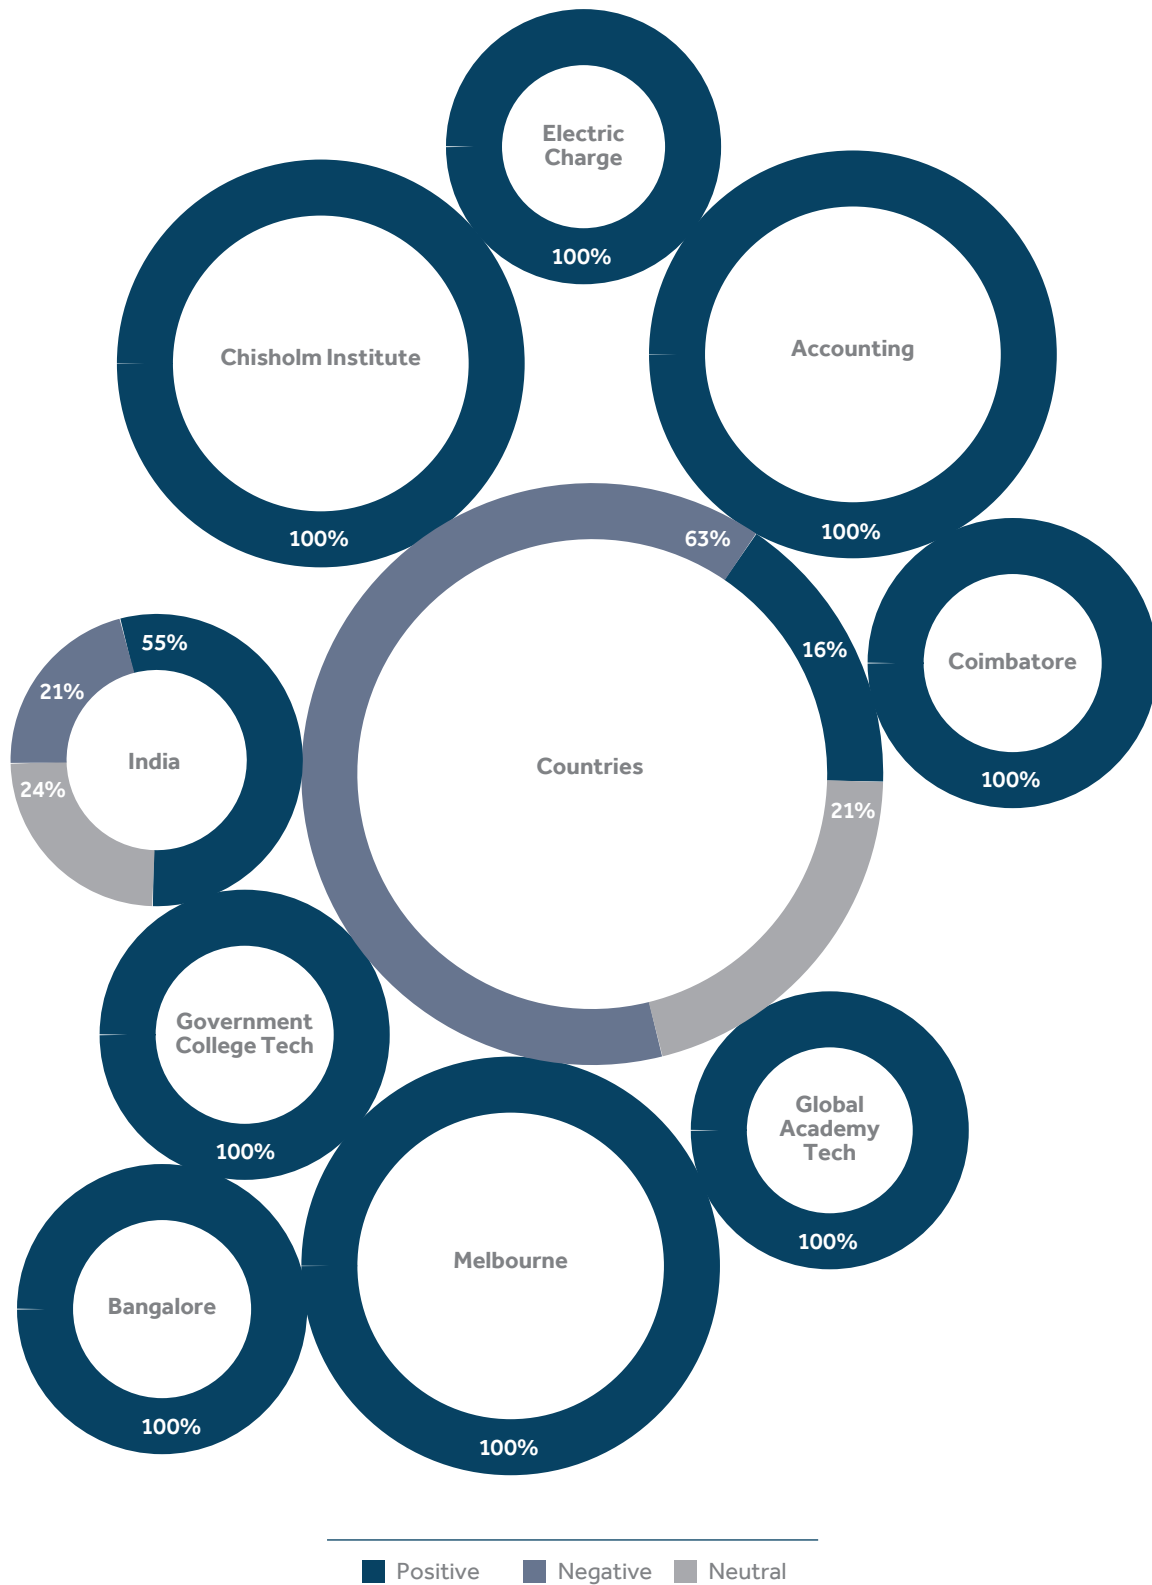 Electric
Charge
100%
Chisholm Institute
100%
Accounting
100%
63%
16%
Countries
21%
Coimbatore
100%
55%
21%
India
24%
Government
College Tech
100%
Global
Academy
Tech
100%
Melbourne
100%
Bangalore
100%
Positive
Negative
Neutral